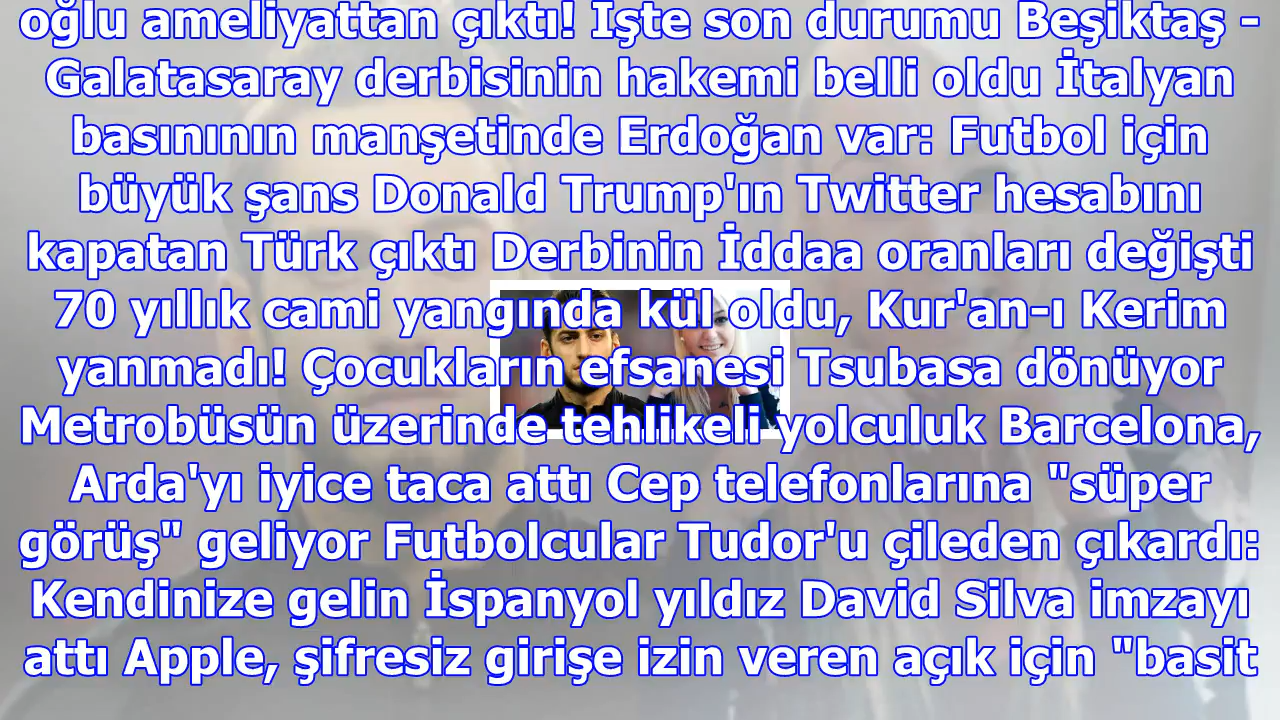 oğlu ameliyattan çıktı! İşte son durumu Beşiktaş -
Galatasaray derbisinin hakemi belli oldu İtalyan
basınının manşetinde Erdoğan var: Futbol için
büyük şans Donald Trump'ın Twitter hesabını
kapatan Türk çıktı Derbinin İddaa oranları değişti
70 yıllık cami yangında kül oldu, Kur'an-ı Kerim
yanmadı! Çocukların efsanesi Tsubasa dönüyor
Metrobüsün üzerinde tehlikeli yolculuk Barcelona,
Arda'yı iyice taca attı Cep telefonlarına "süper
görüş" geliyor Futbolcular Tudor'u çileden çıkardı:
Kendinize gelin İspanyol yıldız David Silva imzayı
attı Apple, şifresiz girişe izin veren açık için "basit